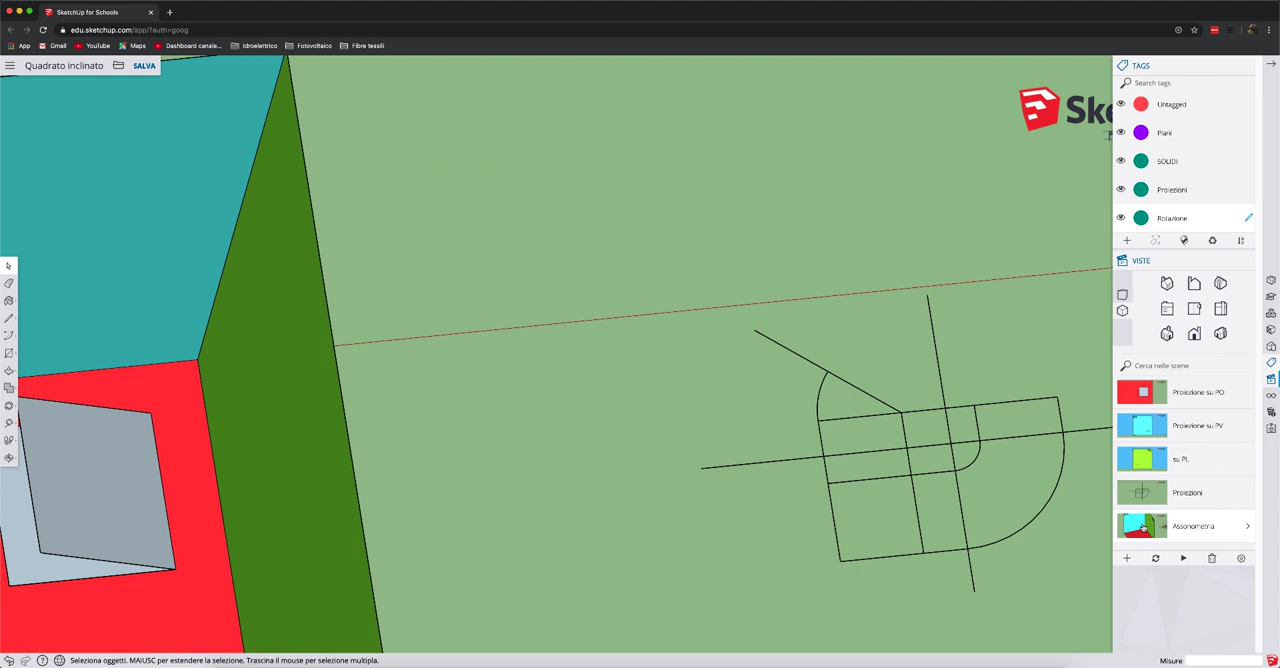 SketchUp for Schools
edu.sketchup.com/app/?auth=goog
App Gmail YouTube Maps Dashboard canale... Idroelettrico Fotovoltaico Fibre tessili
Quadrato inclinato SALVA
Ske
TAGS
Search tags
Untagged
Piani
SOLIDI
Proiezioni
Rotazione
VISTE
Cerca nelle scene
Proiezione su PO
Proiezione su PV
su PL
Proiezioni
Assonometria
Seleziona oggetti. MAIUSC per estendere la selezione. Trascina il mouse per selezione multipla.
Misure